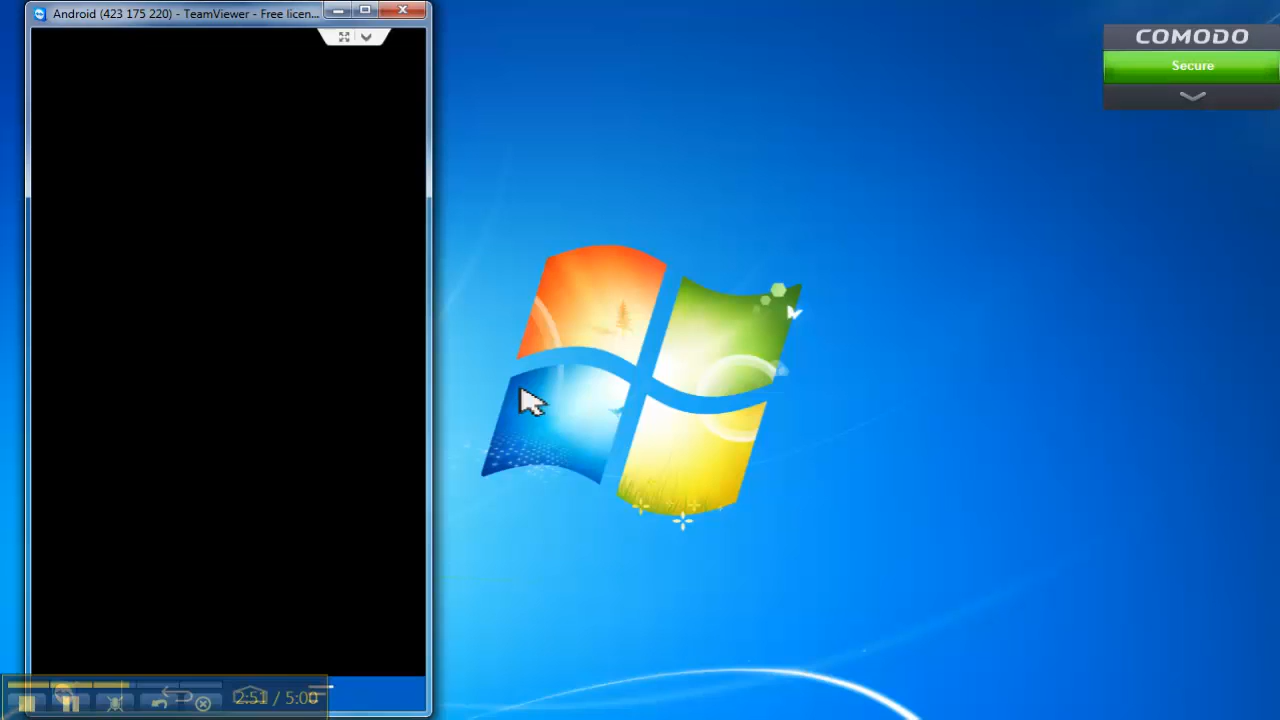 Android (423 175 220) - TeamViewer - Free licen...
COMODO
Secure
2:51 / 5:00